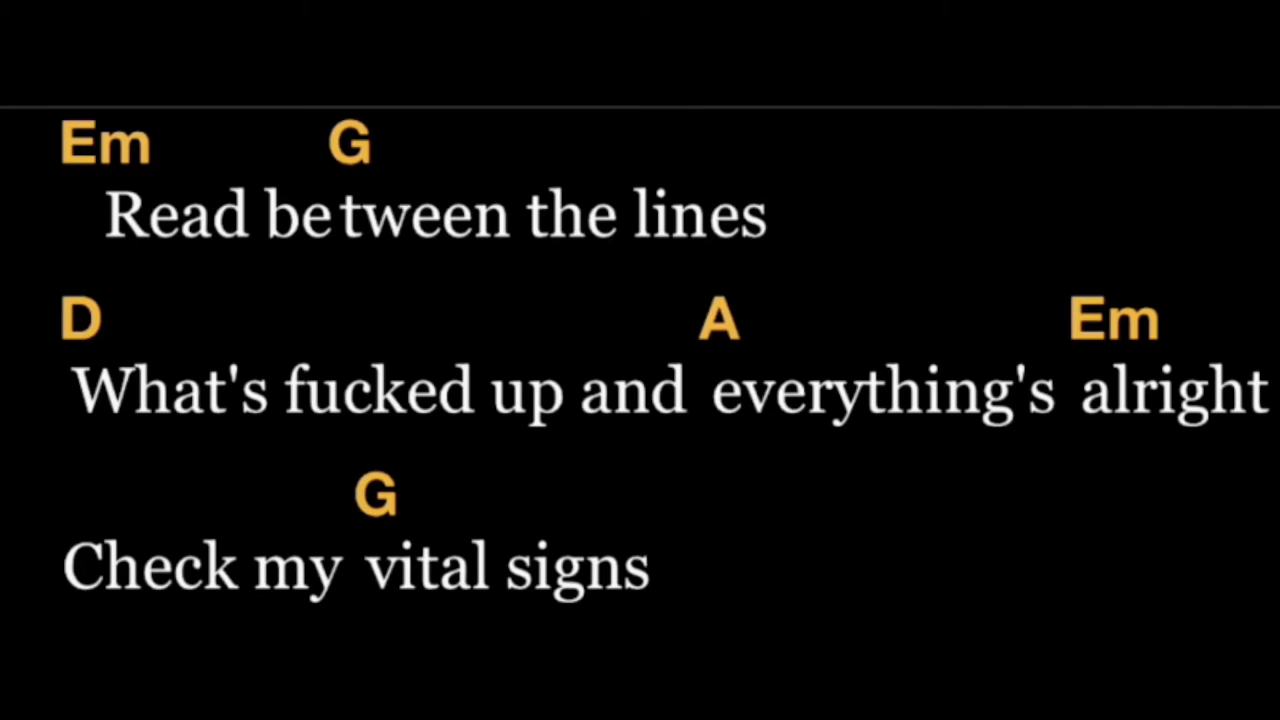 Em G
Read between the lines
D A Em
What's fucked up and everything's alright
G
Check my vital signs